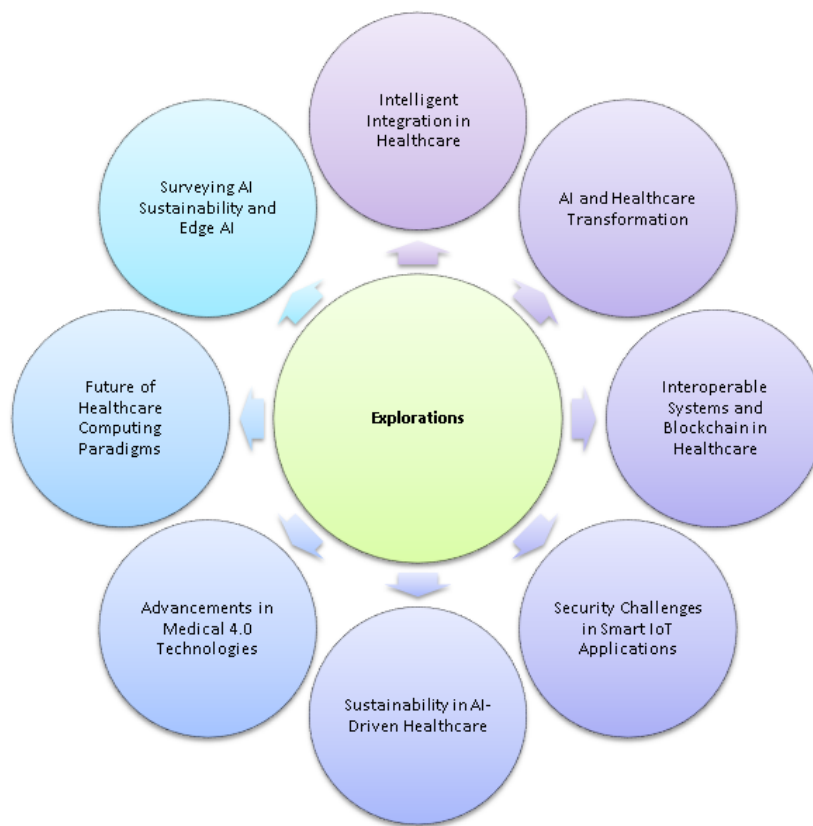 Intelligent
Integration in
Healthcare
AI and Healthcare
Transformation
Interoperable
Systems and
Blockchain in
Healthcare
Security Challenges
in Smart IoT
Applications
Sustainability in AI-
Driven Healthcare
Advancements in
Medical 4.0
Technologies
Future of
Healthcare
Computing
Paradigms
Surveying AI
Sustainability and
Edge AI
Explorations